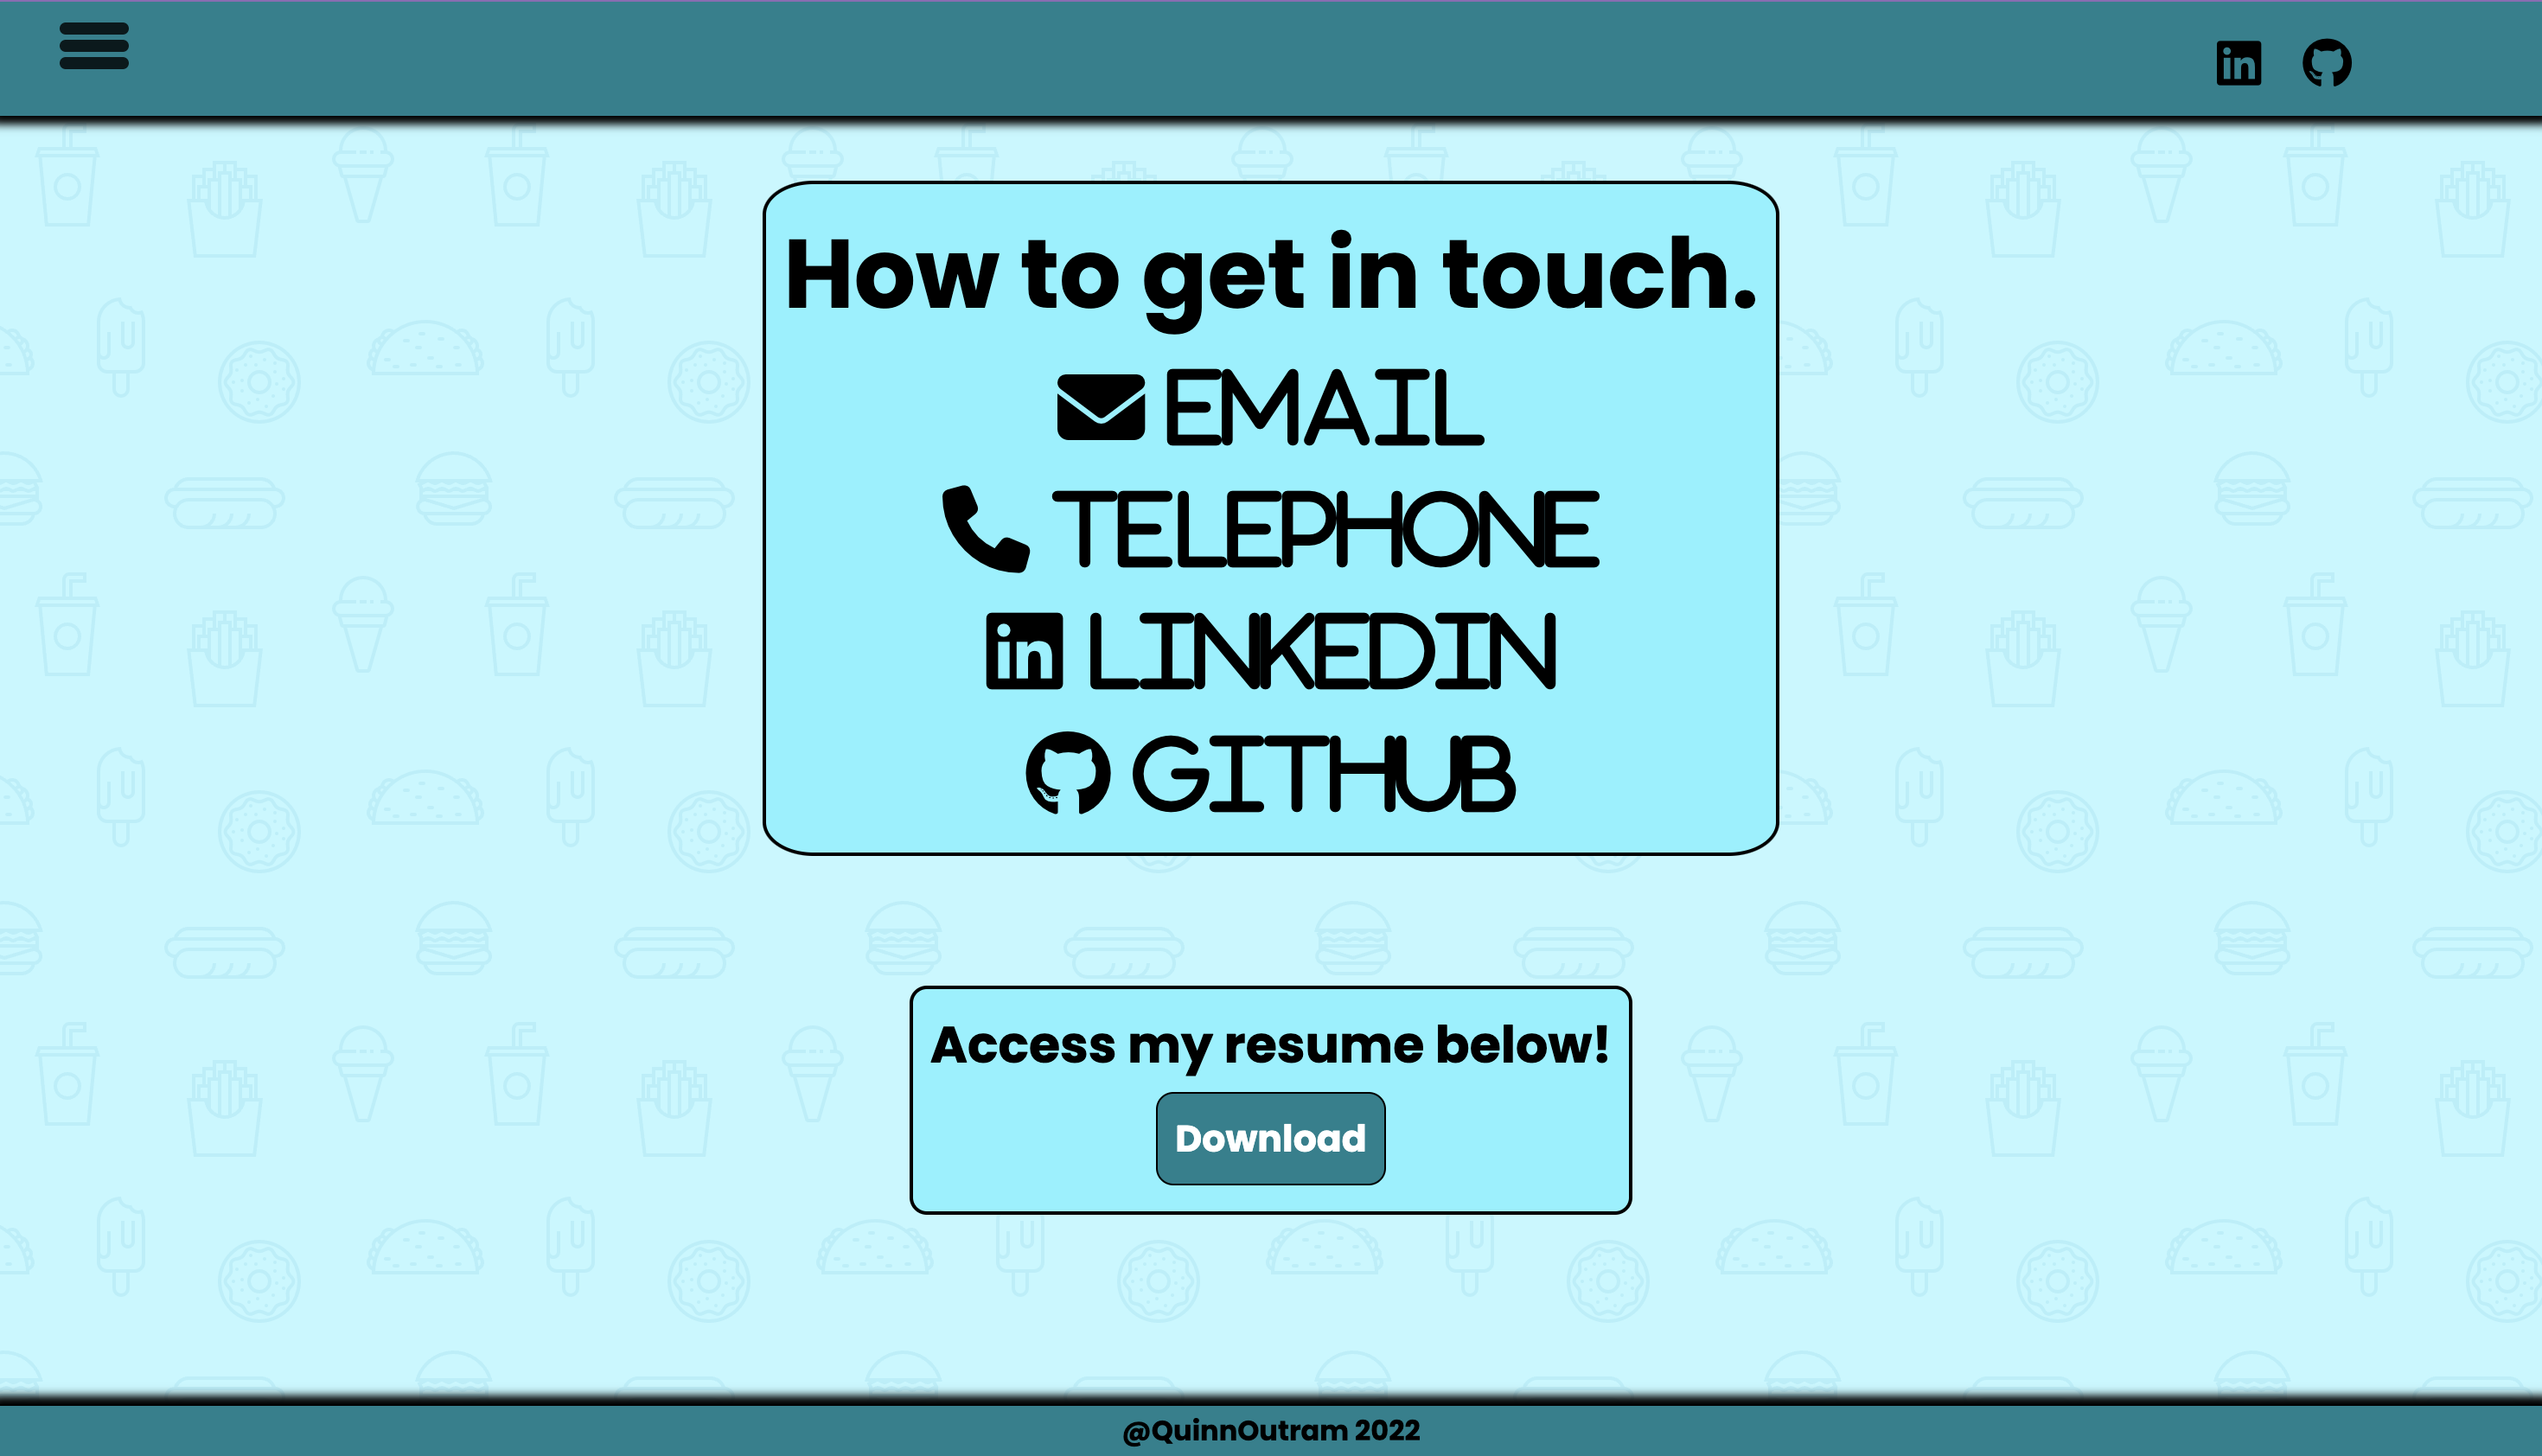 How to get in touch.
EMAIL
TELEPHONE
LINKEDIN
GITHUB
Access my resume below!
Download
@QuinnOutram 2022